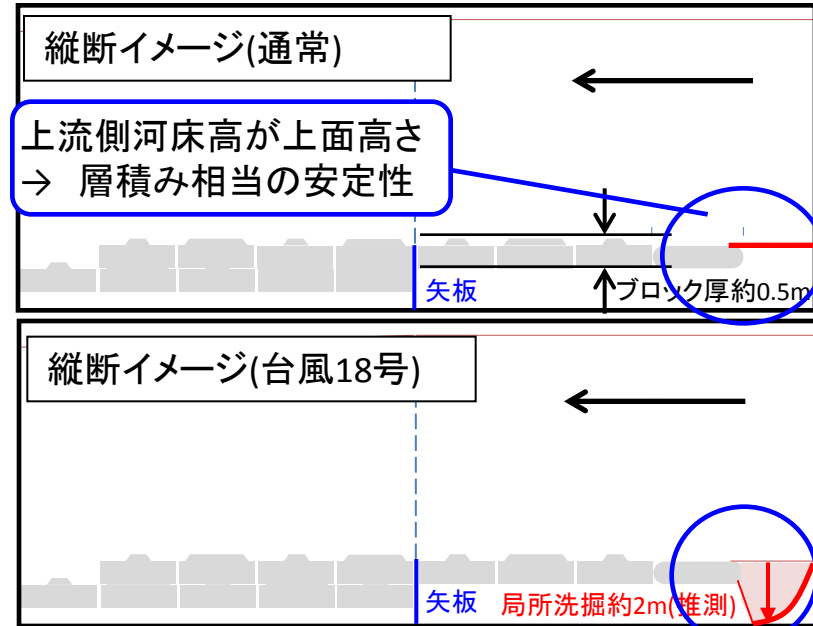 縦断イメージ(通常)
上流側河床高が上面高さ
→ 層積み相当の安定性
矢板
ブロック厚約0.5m
縦断イメージ(台風18号)
矢板
局所洗掘約2m(推測)